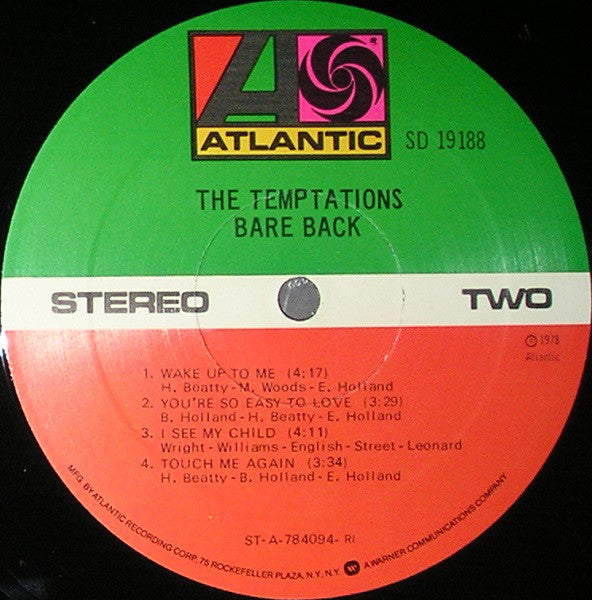 ATLANTIC
SD 19188
THE TEMPTATIONS
BARE BACK
STEREO
TWO
Ⓟ 1978
Atlantic
1. WAKE UP TO ME (4:17)
H. Beatty - M. Woods - E. Holland
2. YOU'RE SO EASY TO LOVE (3:29)
B. Holland - H. Beatty - E. Holland
3. I SEE MY CHILD (4:11)
Wright - Williams - English - Street - Leonard
4. TOUCH ME AGAIN (3:34)
H. Beatty - B. Holland - E. Holland
ST-A-784094- RI
MFG. BY ATLANTIC RECORDING CORP. 75 ROCKEFELLER PLAZA, N.Y., N.Y. A WARNER COMMUNICATIONS COMPANY